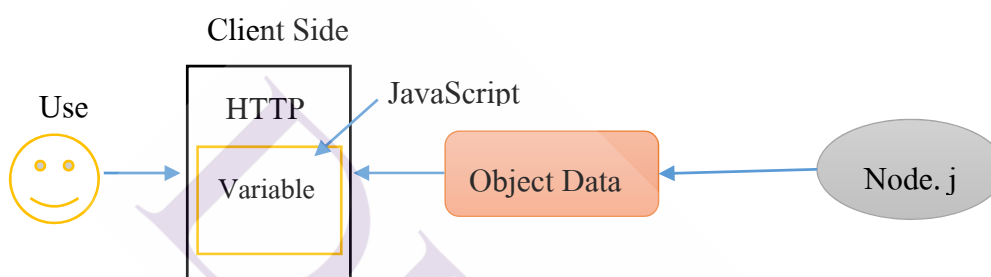 Client Side
Use
HTTP
JavaScript
Variable
Object Data
Node. j